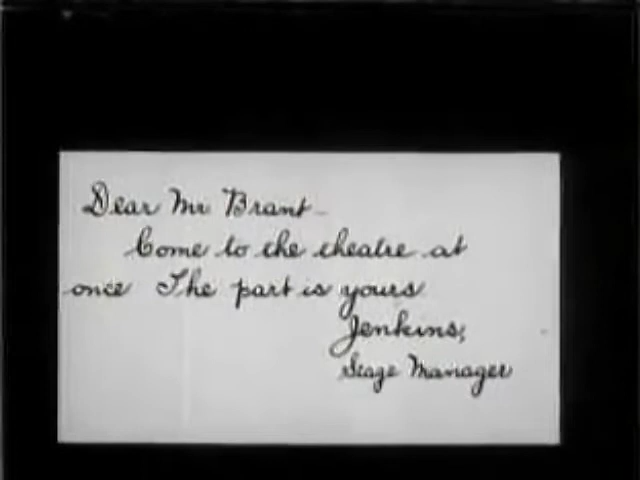 Dear Mr Brant-
Come to the theatre at
once The part is yours
Jenkins,
Stage Manager